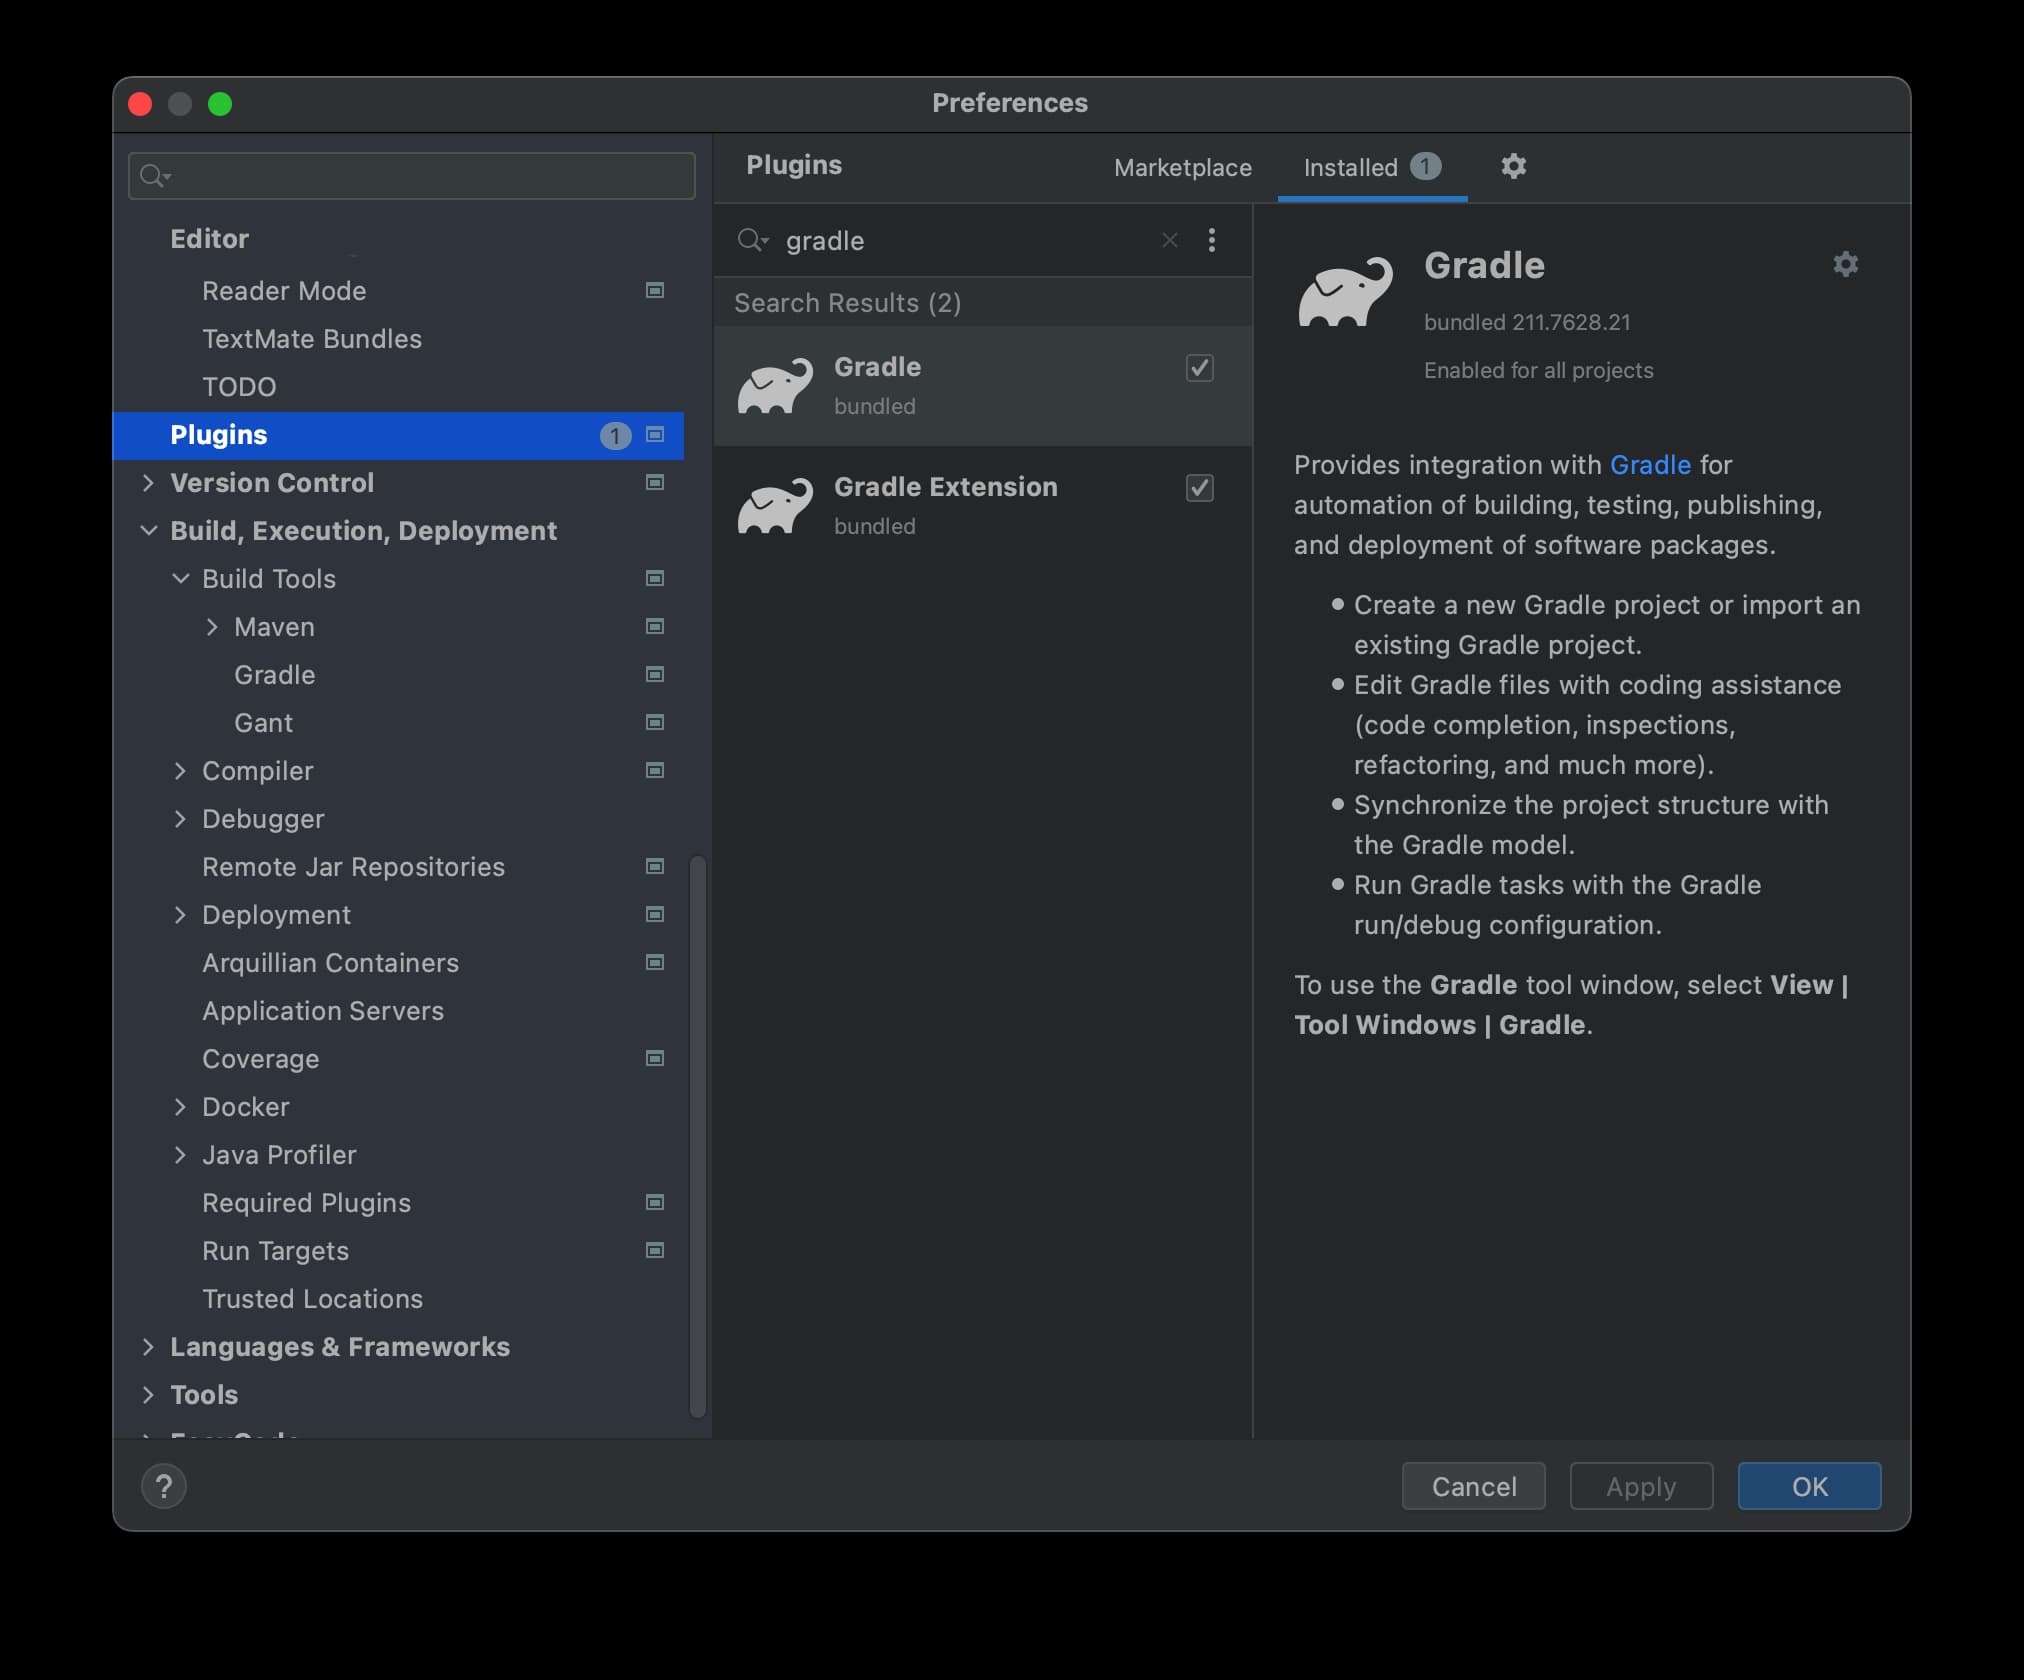 Preferences
Editor
Reader Mode
TextMate Bundles
TODO
Plugins 1
Version Control
Build, Execution, Deployment
Build Tools
Maven
Gradle
Gant
Compiler
Debugger
Remote Jar Repositories
Deployment
Arquillian Containers
Application Servers
Coverage
Docker
Java Profiler
Required Plugins
Run Targets
Trusted Locations
Languages & Frameworks
Tools
Plugins
Marketplace
Installed 1
gradle
Search Results (2)
Gradle
bundled
Gradle Extension
bundled
Gradle
bundled 211.7628.21
Enabled for all projects
Provides integration with Gradle for
automation of building, testing, publishing,
and deployment of software packages.
• Create a new Gradle project or import an
existing Gradle project.
• Edit Gradle files with coding assistance
(code completion, inspections,
refactoring, and much more).
• Synchronize the project structure with
the Gradle model.
• Run Gradle tasks with the Gradle
run/debug configuration.
To use the Gradle tool window, select View |
Tool Windows | Gradle.
?
Cancel
Apply
OK